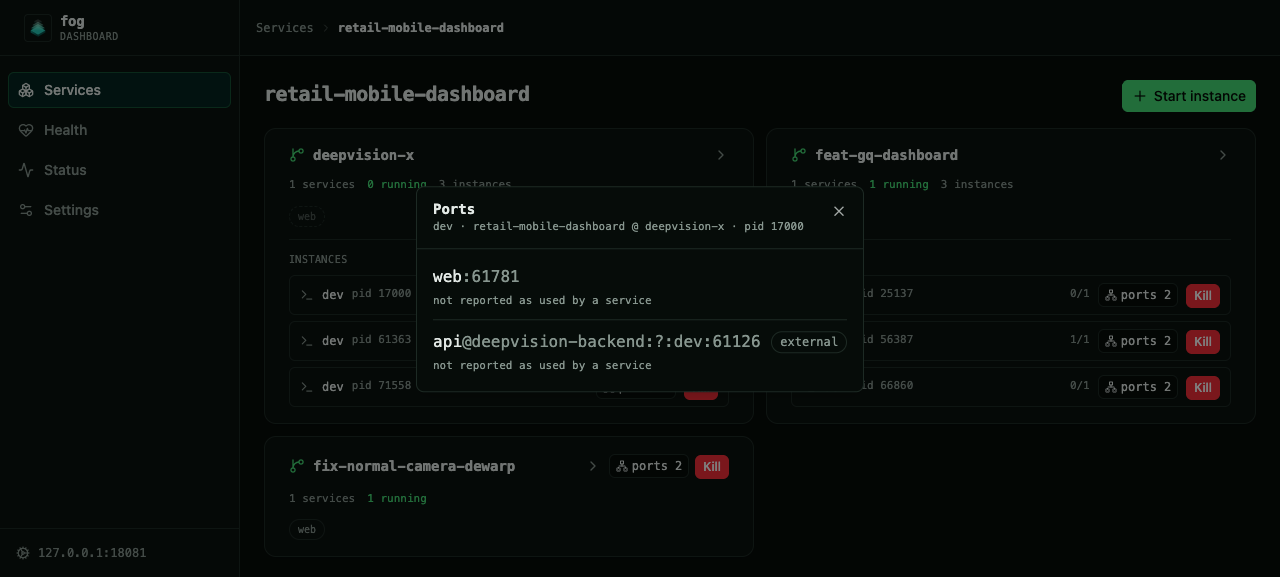 fog
DASHBOARD
Services › retail-mobile-dashboard
Services
Health
Status
Settings
127.0.0.1:18081
retail-mobile-dashboard
+ Start instance
deepvision-x
1 services 0 running 3 instances
web
INSTANCES
dev pid 17000
dev pid 61363
dev pid 71558
feat-gq-dashboard
1 services 1 running 3 instances
pid 25137 0/1 ports 2 Kill
pid 56387 1/1 ports 2 Kill
pid 66860 0/1 ports 2 Kill
Ports
dev · retail-mobile-dashboard @ deepvision-x · pid 17000
web:61781
not reported as used by a service
api@deepvision-backend:?:dev:61126 external
not reported as used by a service
fix-normal-camera-dewarp ports 2 Kill
1 services 1 running
web